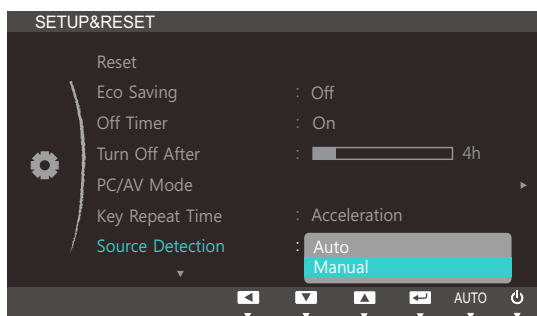 SETUP&RESET
Reset
Eco Saving : Off
Off Timer : On
Turn Off After : 4h
PC/AV Mode
Key Repeat Time : Acceleration
Source Detection : Auto
Manual
AUTO